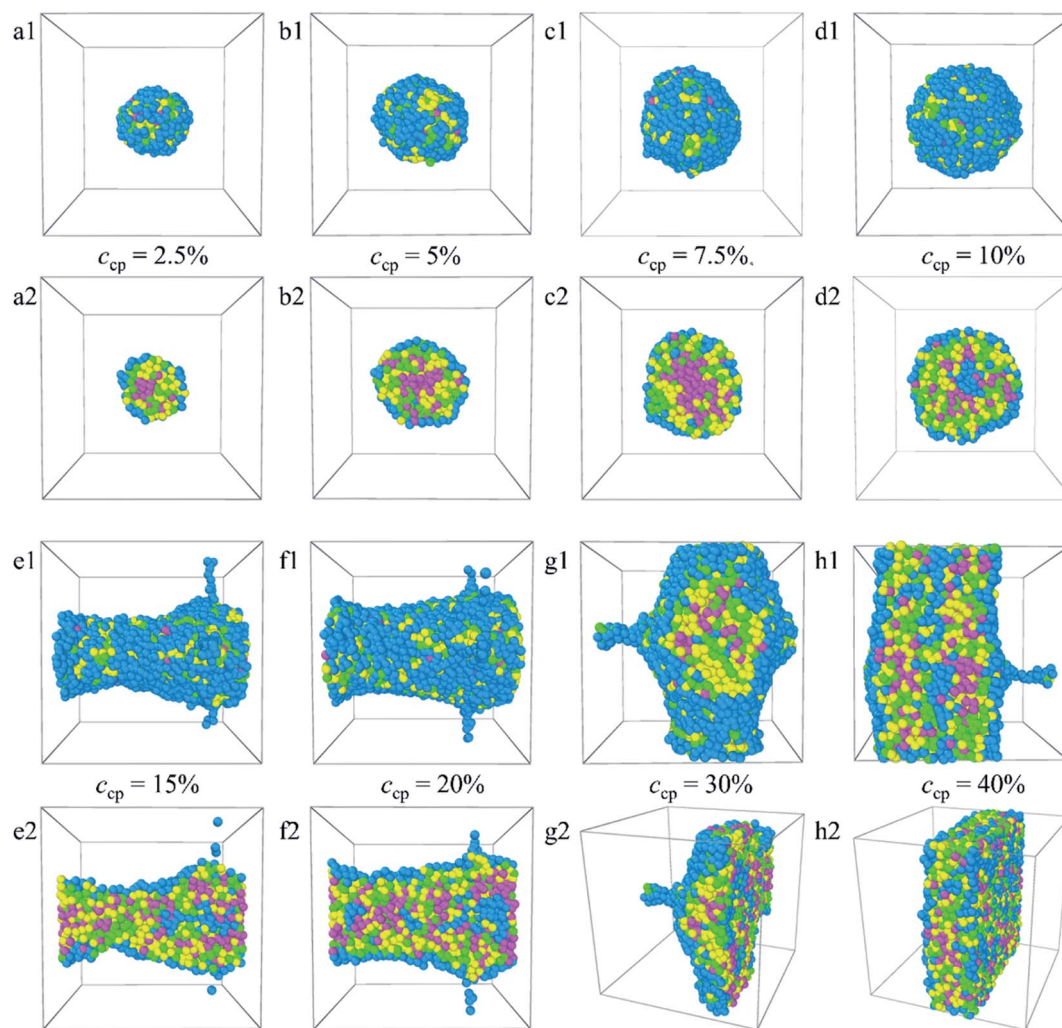 a1 b1 c1 d1
c_cp = 2.5% c_cp = 5% c_cp = 7.5% c_cp = 10%
a2 b2 c2 d2
e1 f1 g1 h1
c_cp = 15% c_cp = 20% c_cp = 30% c_cp = 40%
e2 f2 g2 h2